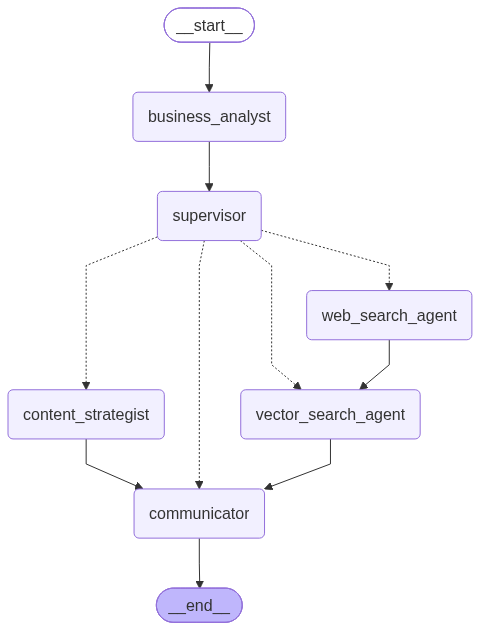 __start__
business_analyst
supervisor
web_search_agent
content_strategist
vector_search_agent
communicator
__end__